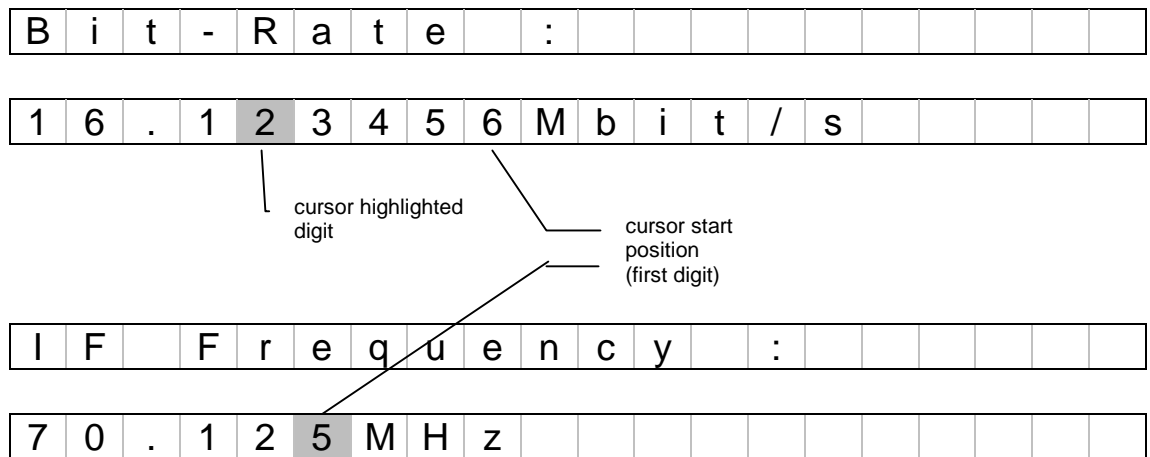 Bit-Rate :
16.123456Mbit/s
cursor highlighted
digit
cursor start
position
(first digit)
IF Frequency :
70.125MHz